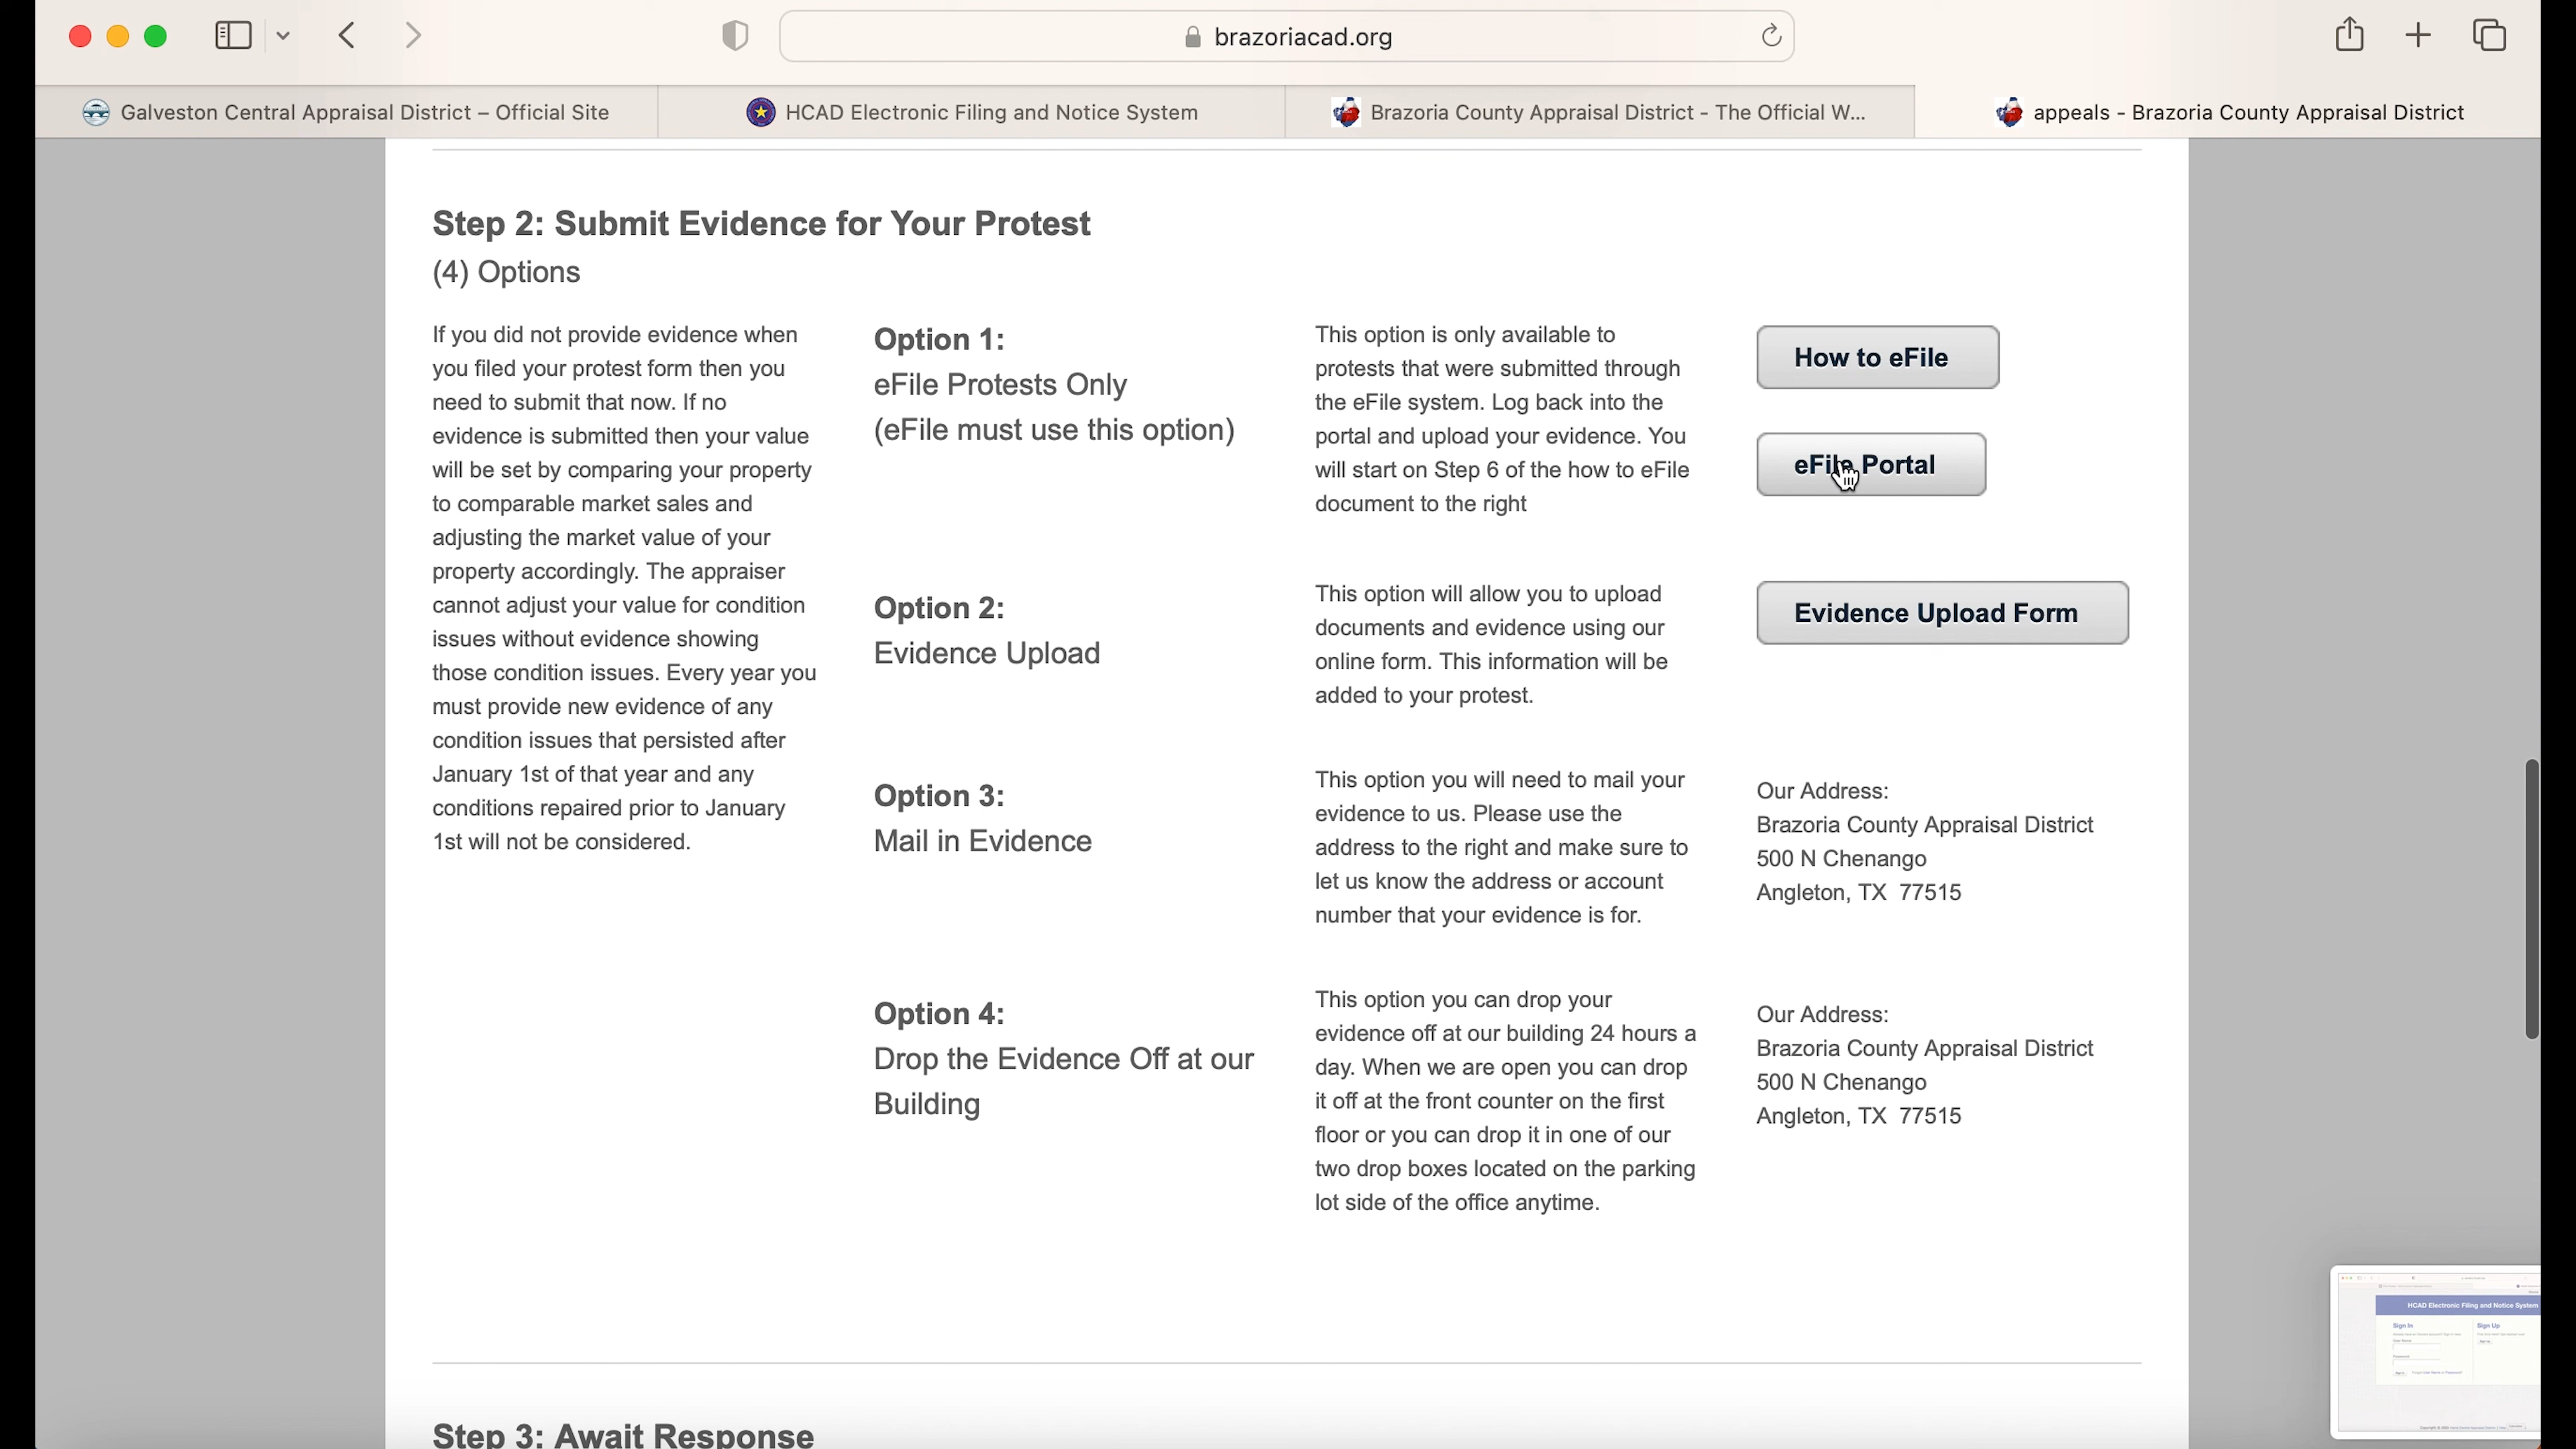 brazoriacad.org
Galveston Central Appraisal District – Official Site
HCAD Electronic Filing and Notice System
Brazoria County Appraisal District - The Official W...
appeals - Brazoria County Appraisal District
Step 2: Submit Evidence for Your Protest
(4) Options
If you did not provide evidence when
you filed your protest form then you
need to submit that now. If no
evidence is submitted then your value
will be set by comparing your property
to comparable market sales and
adjusting the market value of your
property accordingly. The appraiser
cannot adjust your value for condition
issues without evidence showing
those condition issues. Every year you
must provide new evidence of any
condition issues that persisted after
January 1st of that year and any
conditions repaired prior to January
1st will not be considered.
Option 1:
eFile Protests Only
(eFile must use this option)
This option is only available to
protests that were submitted through
the eFile system. Log back into the
portal and upload your evidence. You
will start on Step 6 of the how to eFile
document to the right
How to eFile
eFile Portal
Option 2:
Evidence Upload
This option will allow you to upload
documents and evidence using our
online form. This information will be
added to your protest.
Evidence Upload Form
Option 3:
Mail in Evidence
This option you will need to mail your
evidence to us. Please use the
address to the right and make sure to
let us know the address or account
number that your evidence is for.
Our Address:
Brazoria County Appraisal District
500 N Chenango
Angleton, TX 77515
Option 4:
Drop the Evidence Off at our
Building
This option you can drop your
evidence off at our building 24 hours a
day. When we are open you can drop
it off at the front counter on the first
floor or you can drop it in one of our
two drop boxes located on the parking
lot side of the office anytime.
Our Address:
Brazoria County Appraisal District
500 N Chenango
Angleton, TX 77515
Step 3: Await Response
HCAD Electronic Filing and Notice System
Sign In
Sign Up